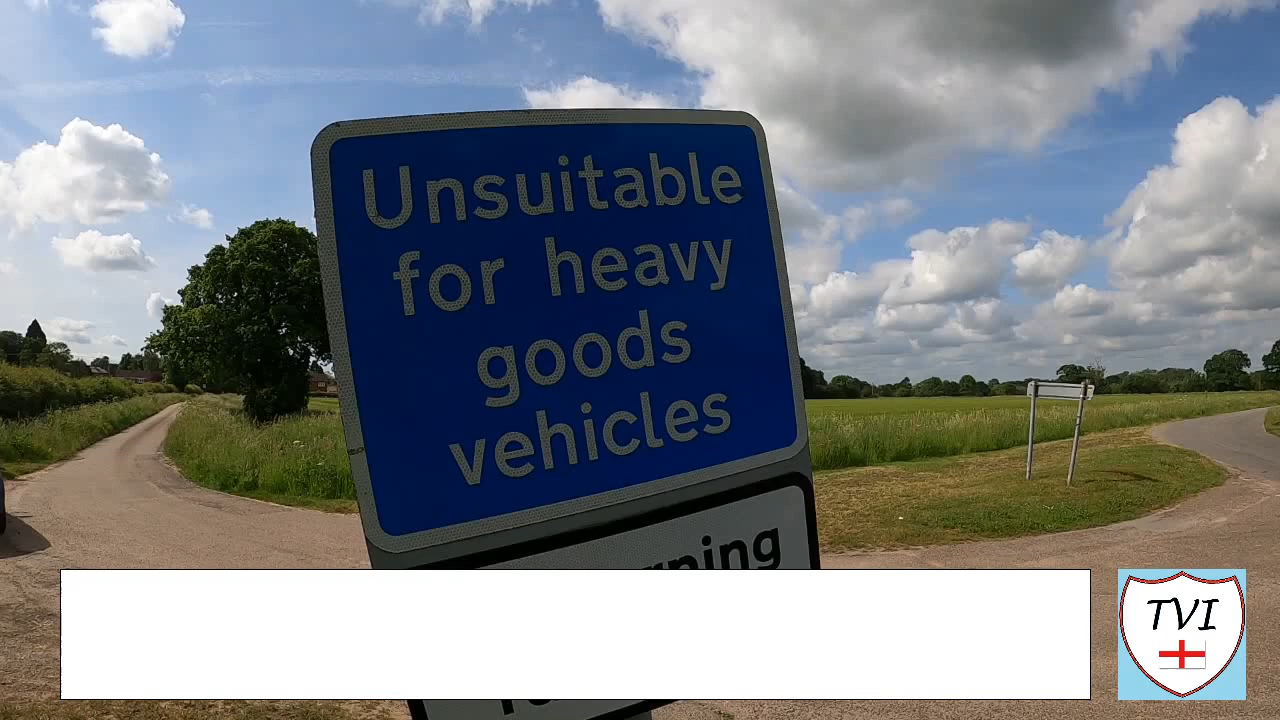 Unsuitable
for heavy
goods
vehicles
TVI